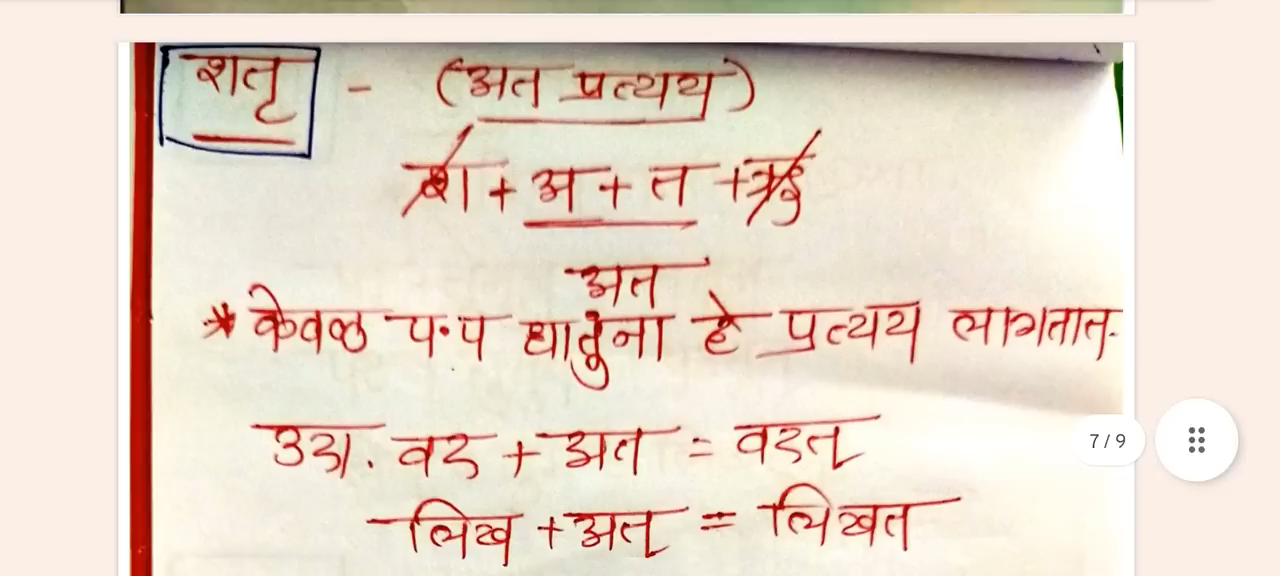 शतृ - (अत प्रत्यय)
श + अ + त + ऋ
अत
* केवळ प.प धातुंना हे प्रत्यय लागतात.
उदा. वद + अत = वदत्
लिख + अत् = लिखत
7 / 9